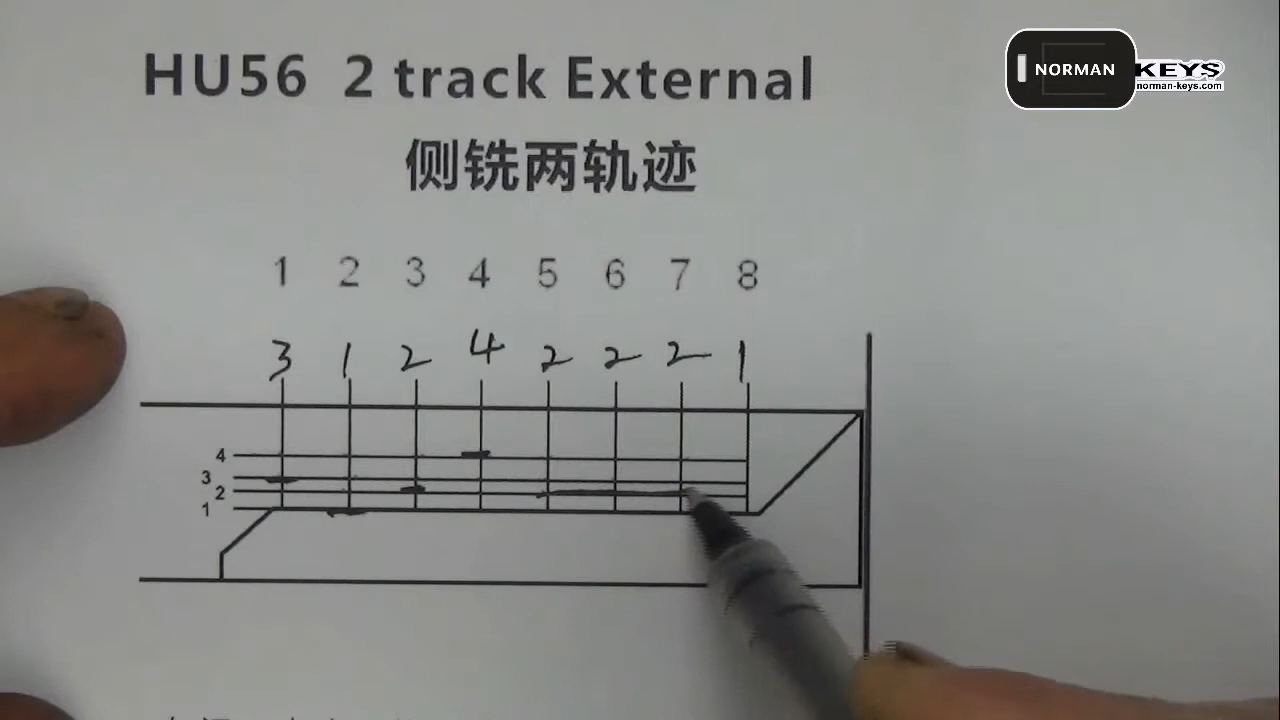 NORMAN KEYS
norman-keys.com
HU56 2 track External
侧铣两轨迹
1 2 3 4 5 6 7 8
3 1 2 4 2 2 2 1
4
3
2
1